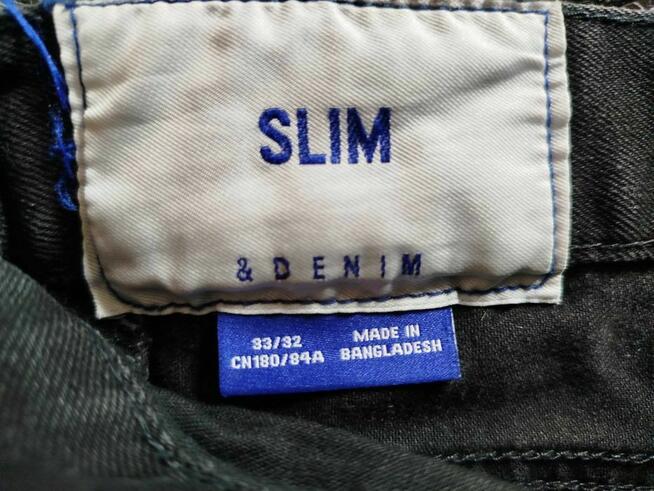 SLIM
& DENIM
33/32
CN180/84A
MADE IN
BANGLADESH